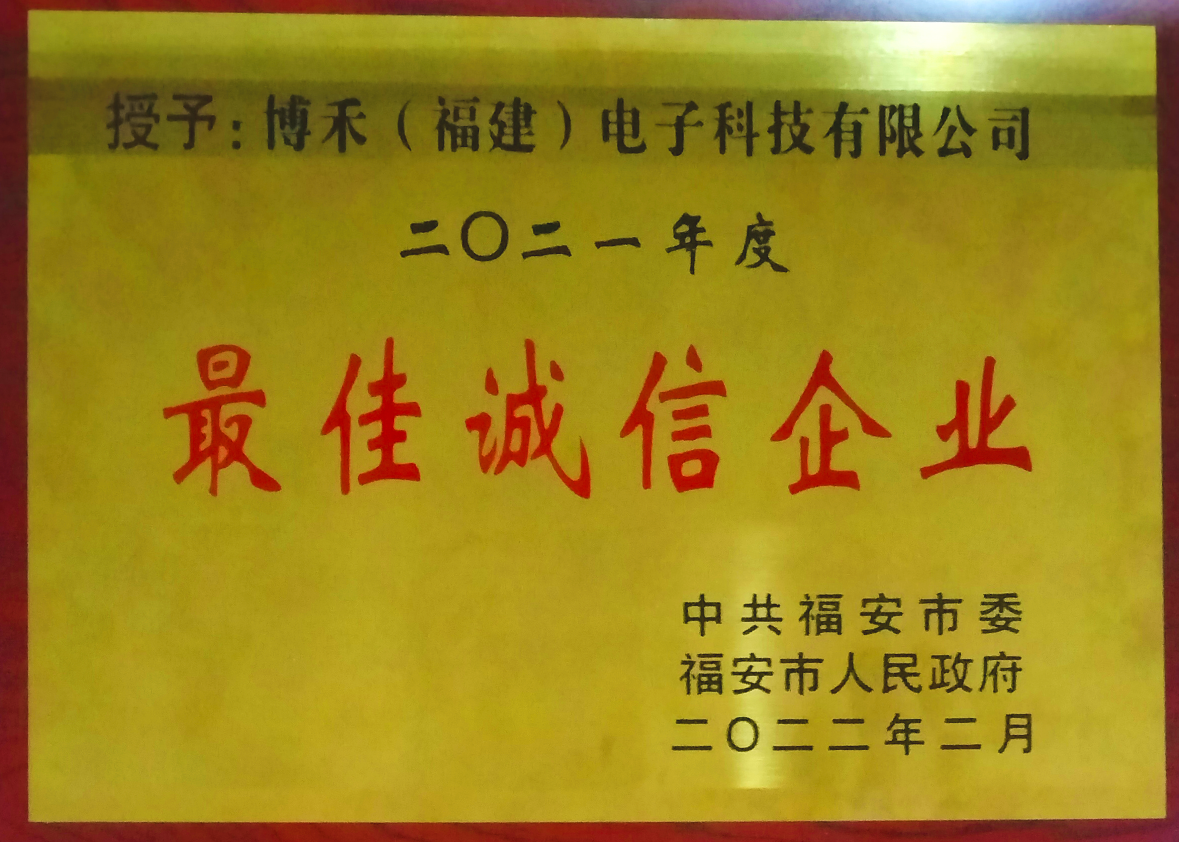 授予：博禾（福建）电子科技有限公司
二〇二一年度
最佳诚信企业
中共福安市委
福安市人民政府
二〇二二年二月